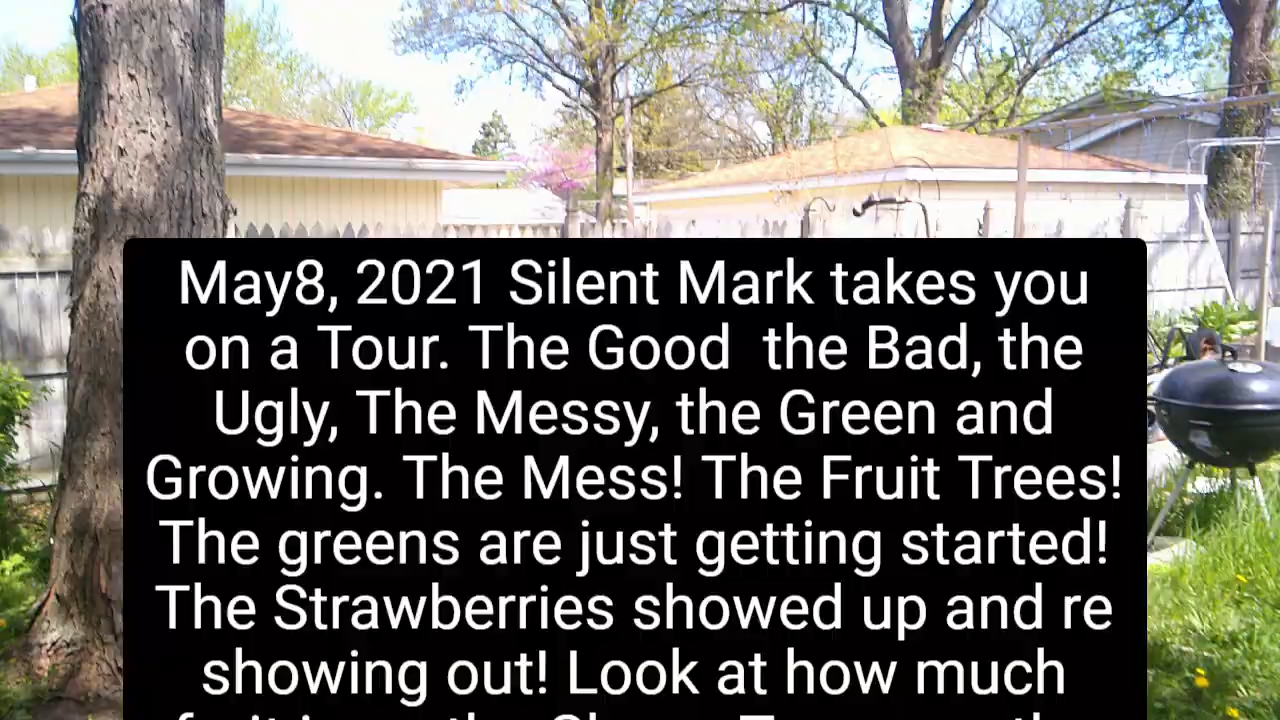 May8, 2021 Silent Mark takes you
on a Tour. The Good  the Bad, the
Ugly, The Messy, the Green and
Growing. The Mess! The Fruit Trees!
The greens are just getting started!
The Strawberries showed up and re
showing out! Look at how much